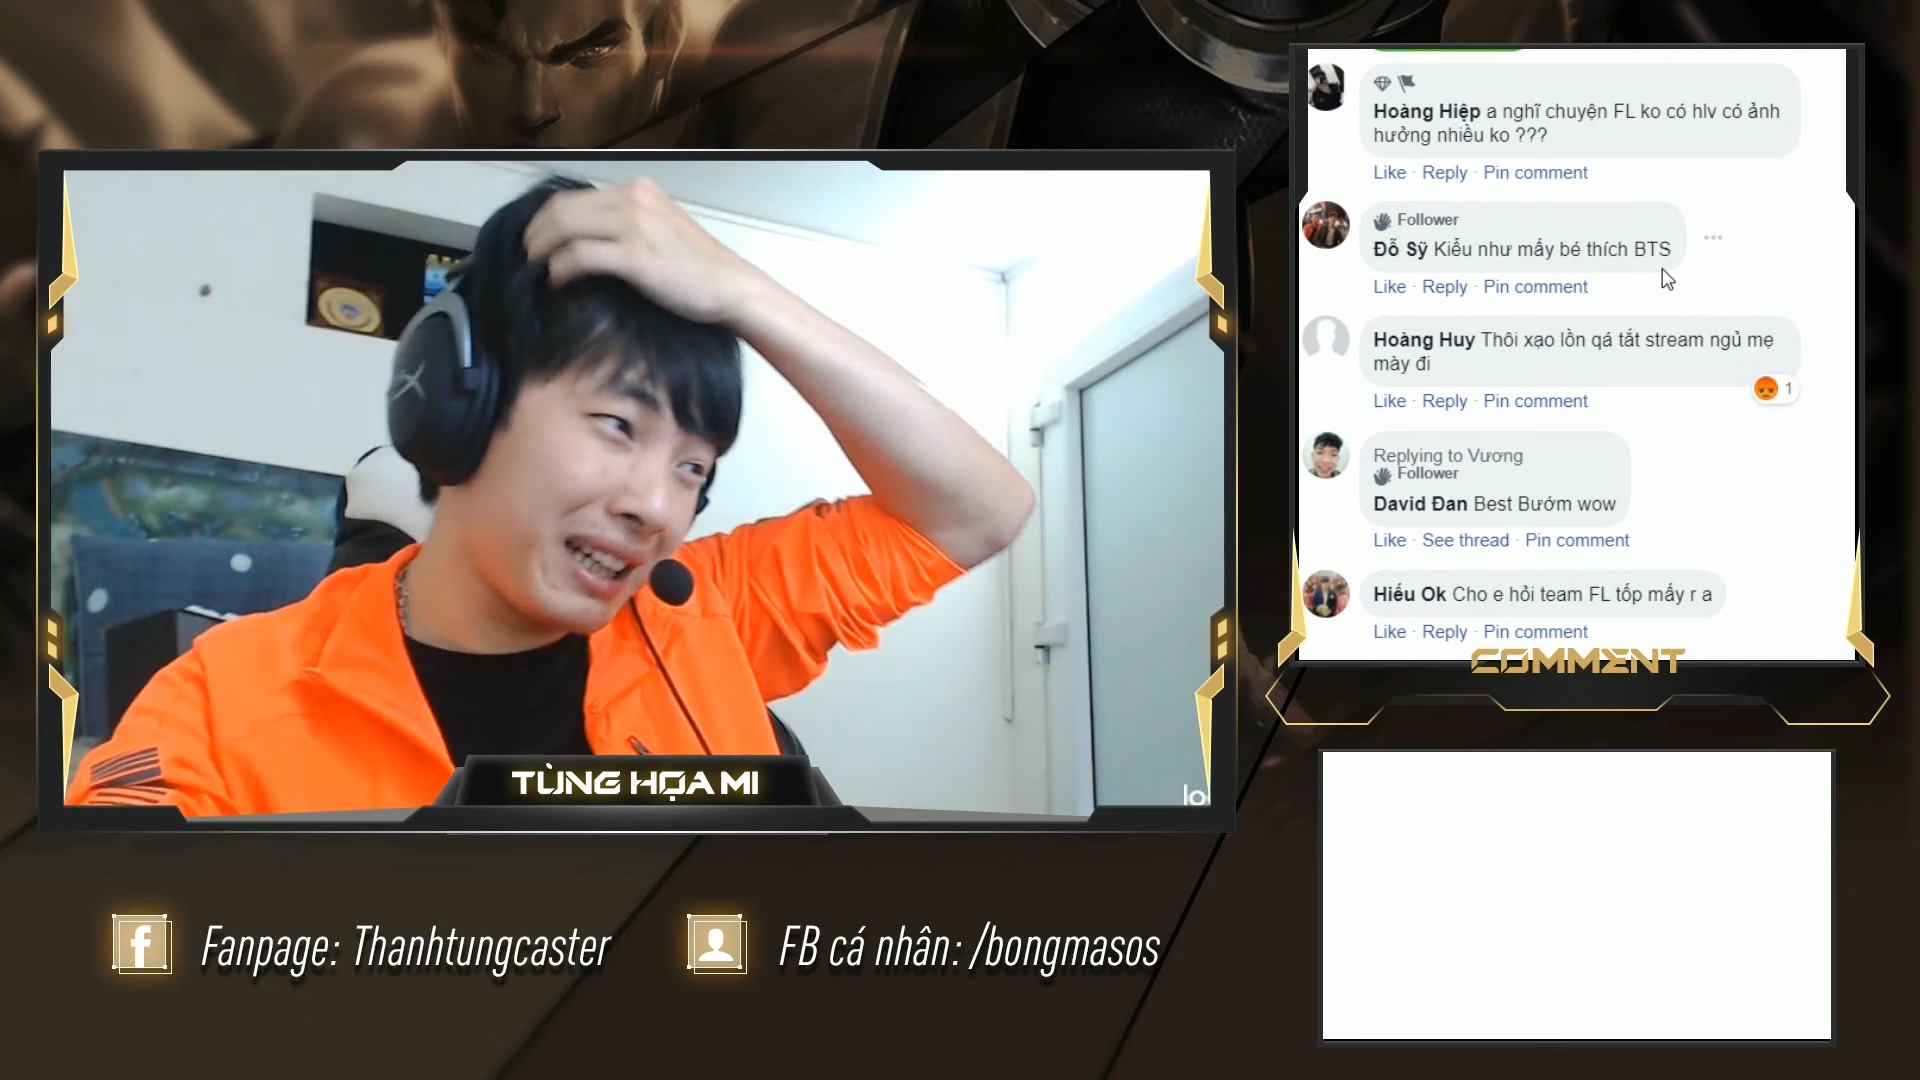 Hoàng Hiệp a nghĩ chuyện FL ko có hlv có ảnh
hưởng nhiều ko ???
Like · Reply · Pin comment
Follower
Đỗ Sỹ Kiểu như mấy bé thích BTS
Like · Reply · Pin comment
Hoàng Huy Thôi xạo lồn qá tắt stream ngủ mẹ
mày đi
1
Like · Reply · Pin comment
Replying to Vương
Follower
David Đan Best Bướm wow
Like · See thread · Pin comment
Hiếu Ok Cho e hỏi team FL tốp mấy r a
Like · Reply · Pin comment
COMMENT
TÙNG HỌA MI
lo
Fanpage: Thanhtungcaster
FB cá nhân: /bongmasos